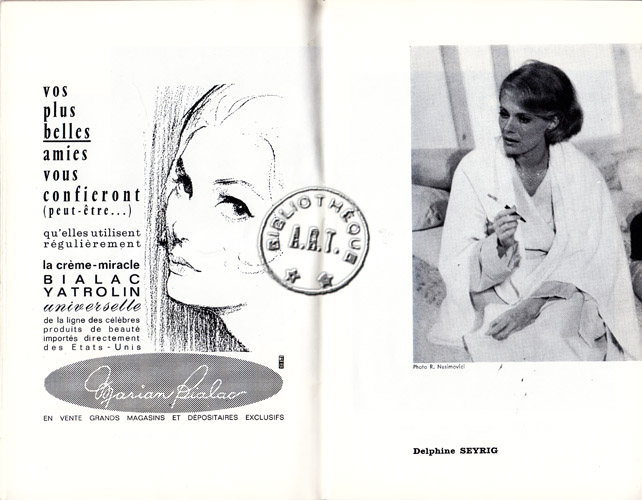 vos
plus
belles
amies
vous
confieront
(peut-être...)
qu'elles utilisent
régulièrement
la crème-miracle
BIALAC
YATROLIN
universelle
de la ligne des célèbres
produits de beauté
importés directement
des Etats-Unis
Marian Bialac
EN VENTE GRANDS MAGASINS ET DEPOSITAIRES EXCLUSIFS
BIBLIOTHÈQUE
A.R.T.
Photo R. Nusimovici
Delphine SEYRIG